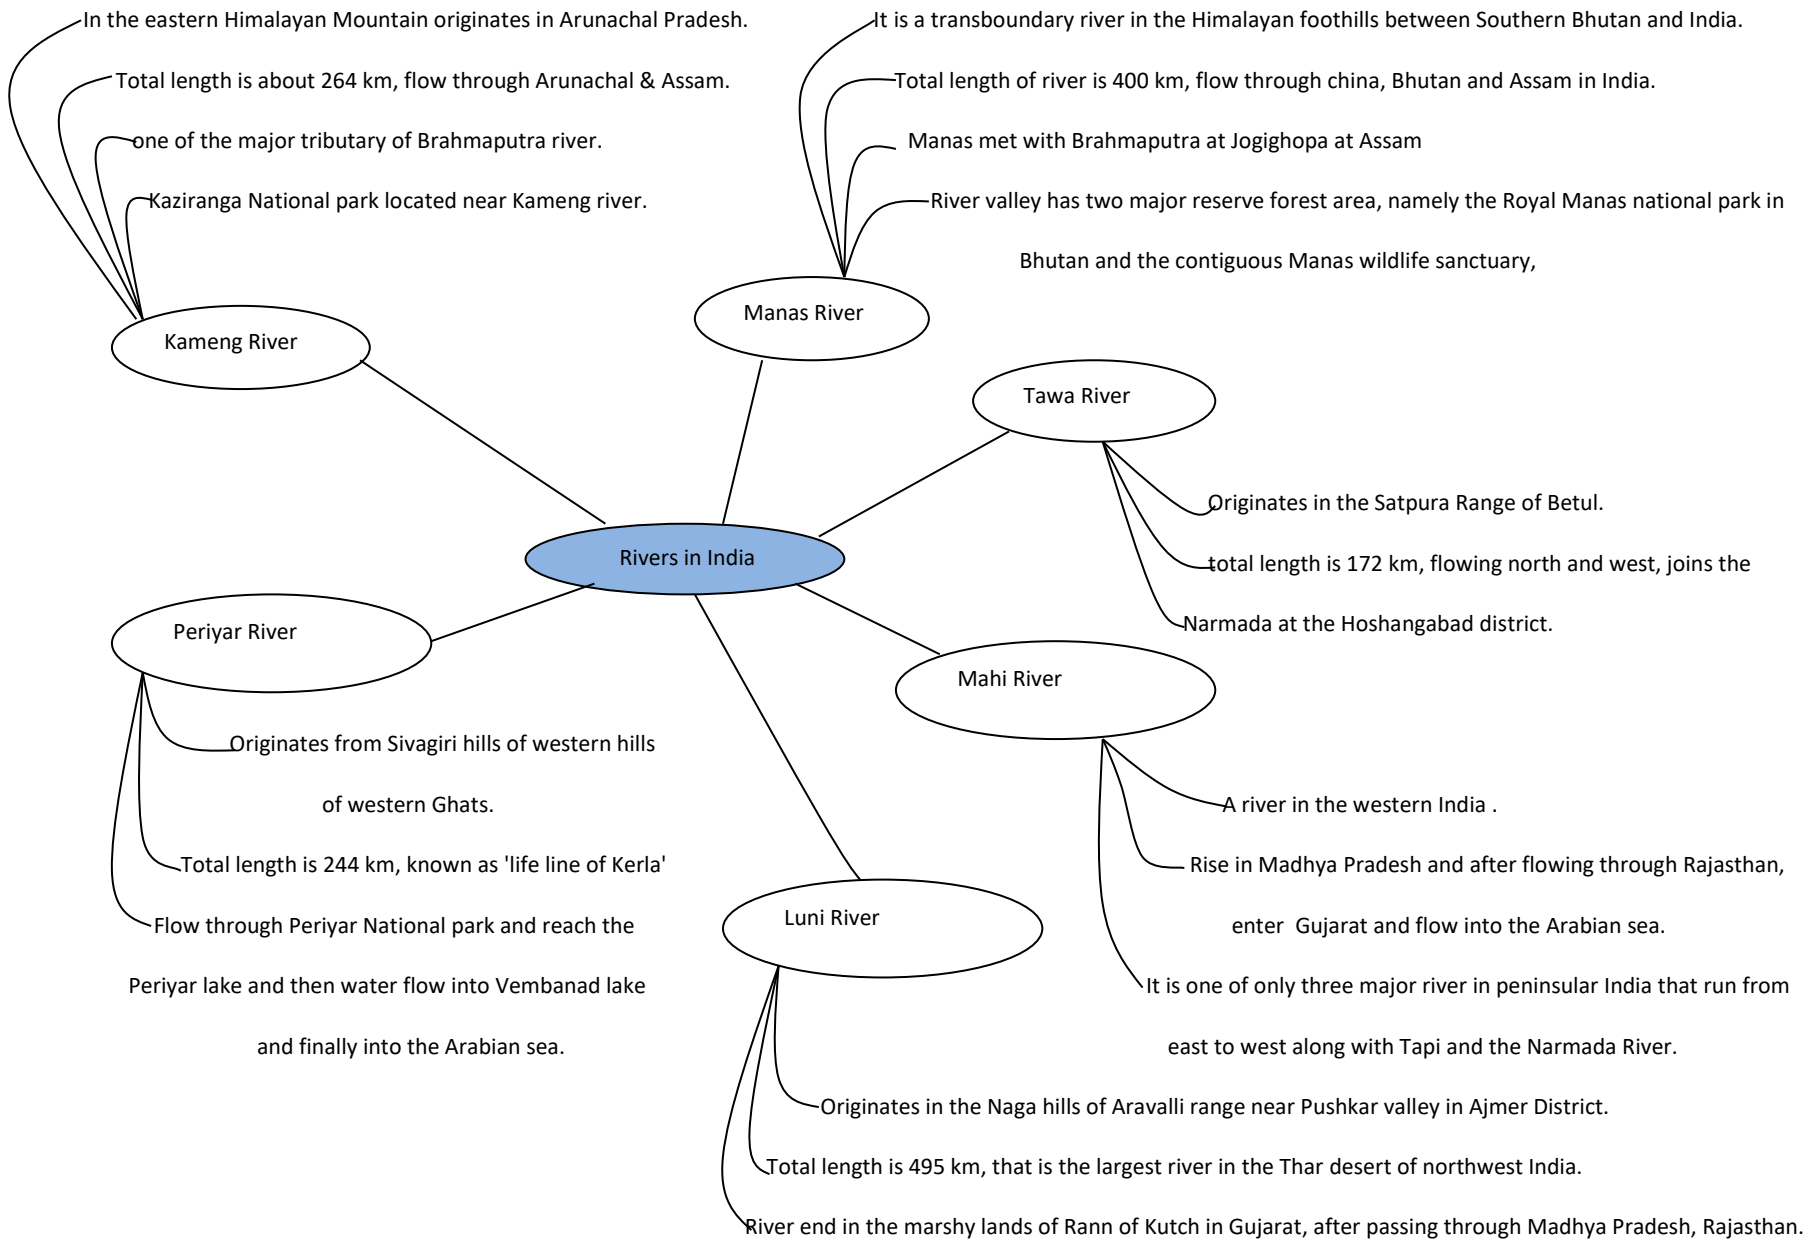 In the eastern Himalayan Mountain originates in Arunachal Pradesh.
Total length is about 264 km, flow through Arunachal & Assam.
one of the major tributary of Brahmaputra river.
Kaziranga National park located near Kameng river.
Kameng River
It is a transboundary river in the Himalayan foothills between Southern Bhutan and India.
Total length of river is 400 km, flow through china, Bhutan and Assam in India.
Manas met with Brahmaputra at Jogighopa at Assam
River valley has two major reserve forest area, namely the Royal Manas national park in
Bhutan and the contiguous Manas wildlife sanctuary,
Manas River
Tawa River
Originates in the Satpura Range of Betul.
total length is 172 km, flowing north and west, joins the
Narmada at the Hoshangabad district.
Rivers in India
Periyar River
Originates from Sivagiri hills of western hills
of western Ghats.
Total length is 244 km, known as 'life line of Kerla'
Flow through Periyar National park and reach the
Periyar lake and then water flow into Vembanad lake
and finally into the Arabian sea.
Mahi River
A river in the western India .
Rise in Madhya Pradesh and after flowing through Rajasthan,
enter  Gujarat and flow into the Arabian sea.
It is one of only three major river in peninsular India that run from
east to west along with Tapi and the Narmada River.
Luni River
Originates in the Naga hills of Aravalli range near Pushkar valley in Ajmer District.
Total length is 495 km, that is the largest river in the Thar desert of northwest India.
River end in the marshy lands of Rann of Kutch in Gujarat, after passing through Madhya Pradesh, Rajasthan.